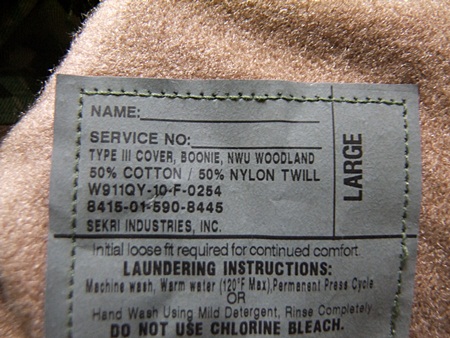 NAME:
SERVICE NO:
TYPE III COVER, BOONIE, NWU WOODLAND
50% COTTON / 50% NYLON TWILL
W911QY-10-F-0254
8415-01-590-8445
SEKRI INDUSTRIES, INC.
LARGE
Initial loose fit required for continued comfort
LAUNDERING INSTRUCTIONS:
Machine wash, Warm water (120°F Max),Permanent Press Cycle
OR
Hand Wash Using Mild Detergent, Rinse Completely
DO NOT USE CHLORINE BLEACH.